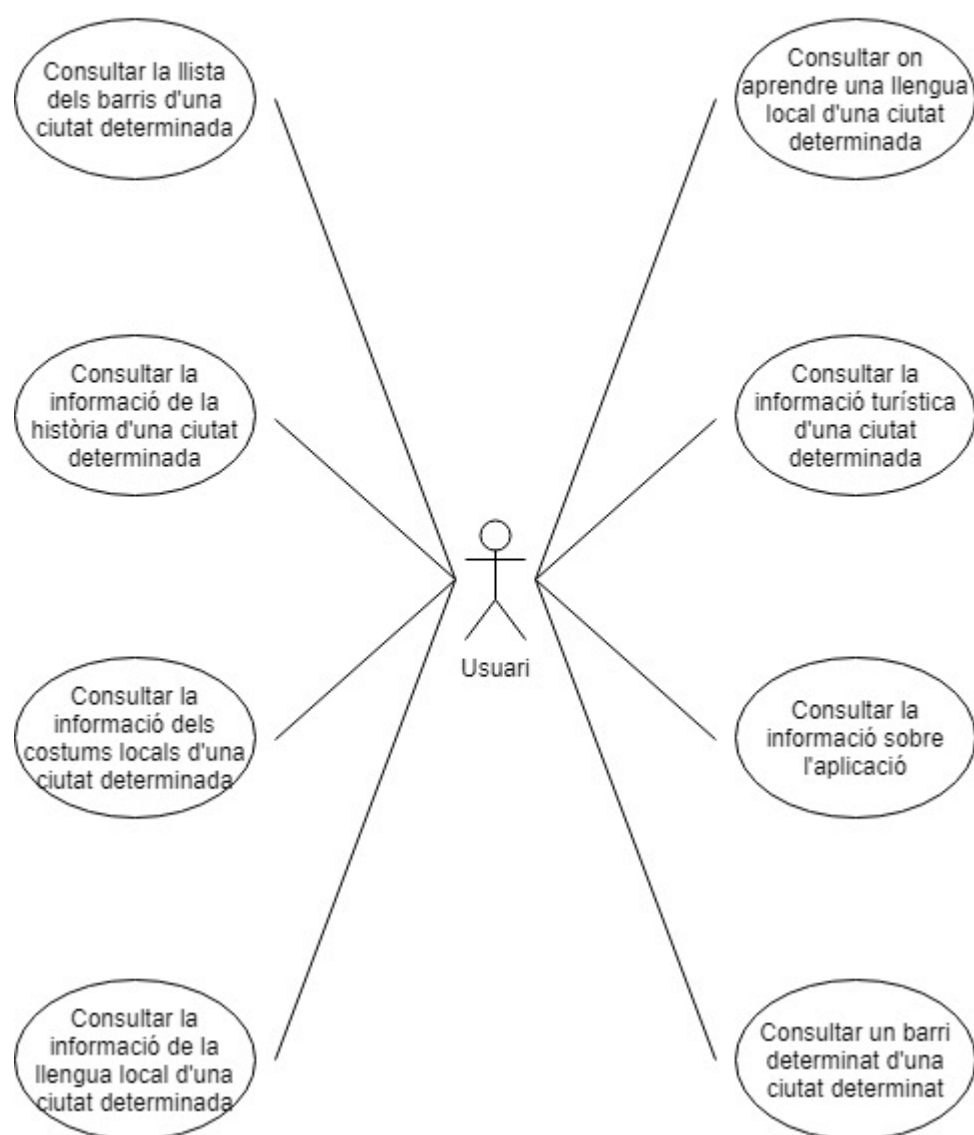 Consultar la llista
dels barris d'una
ciutat determinada
Consultar on
aprendre una llengua
local d'una ciutat
determinada
Consultar la
informació de la
història d'una ciutat
determinada
Consultar la
informació turística
d'una ciutat
determinada
Usuari
Consultar la
informació dels
costums locals d'una
ciutat determinada
Consultar la
informació sobre
l'aplicació
Consultar la
informació de la
llengua local d'una
ciutat determinada
Consultar un barri
determinat d'una
ciutat determinat